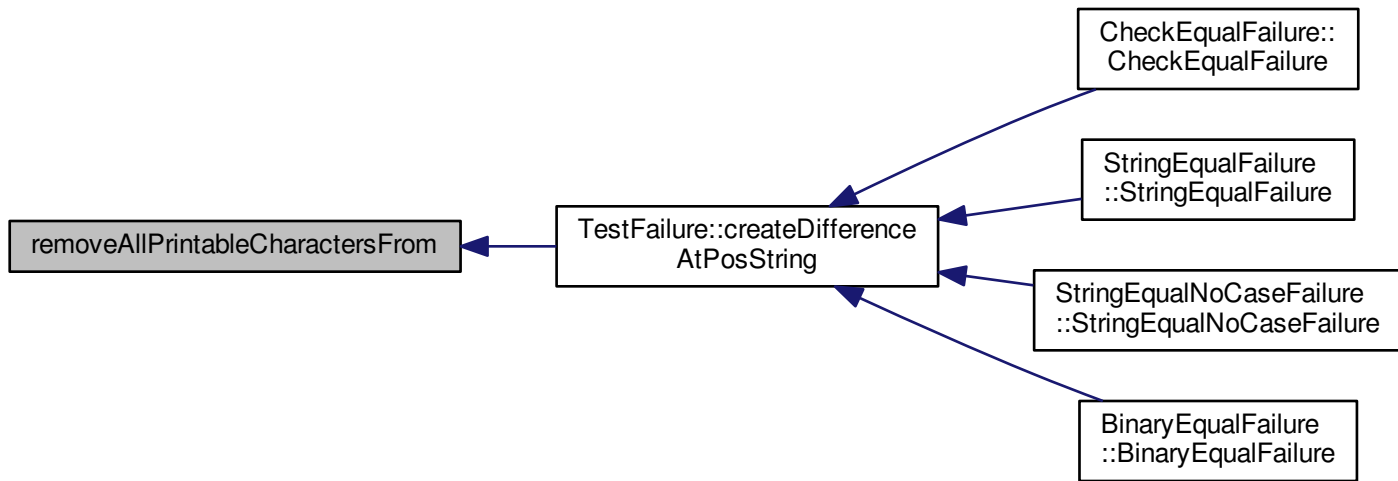 removeAllPrintableCharactersFrom
TestFailure::createDifference
AtPosString
CheckEqualFailure::
CheckEqualFailure
StringEqualFailure
::StringEqualFailure
StringEqualNoCaseFailure
::StringEqualNoCaseFailure
BinaryEqualFailure
::BinaryEqualFailure